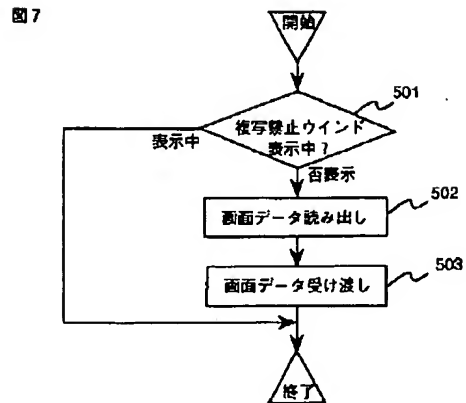 図7
開始
501
複写禁止ウインド
表示中?
表示中
否表示
502
画面データ読み出し
503
画面データ受け渡し
終了